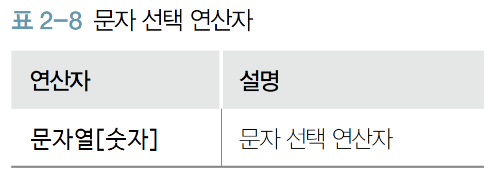 표 2-8 문자 선택 연산자
연산자 설명
문자열[숫자] 문자 선택 연산자